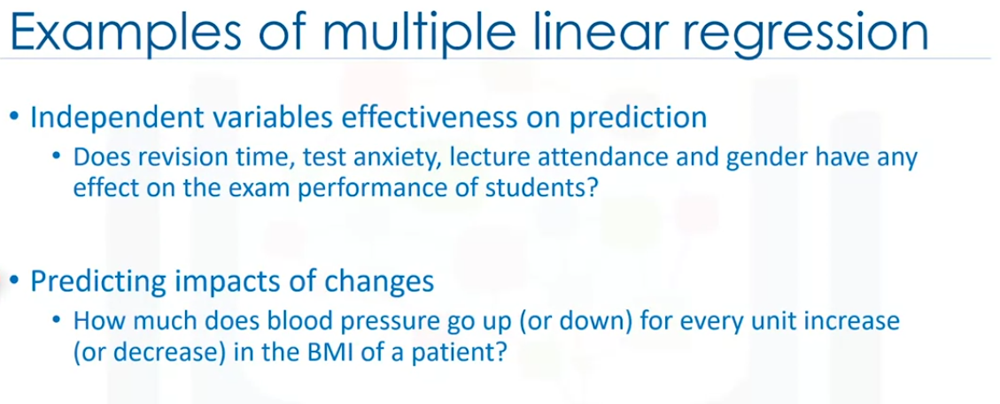 Examples of multiple linear regression
• Independent variables effectiveness on prediction
• Does revision time, test anxiety, lecture attendance and gender have any
effect on the exam performance of students?
• Predicting impacts of changes
• How much does blood pressure go up (or down) for every unit increase
(or decrease) in the BMI of a patient?